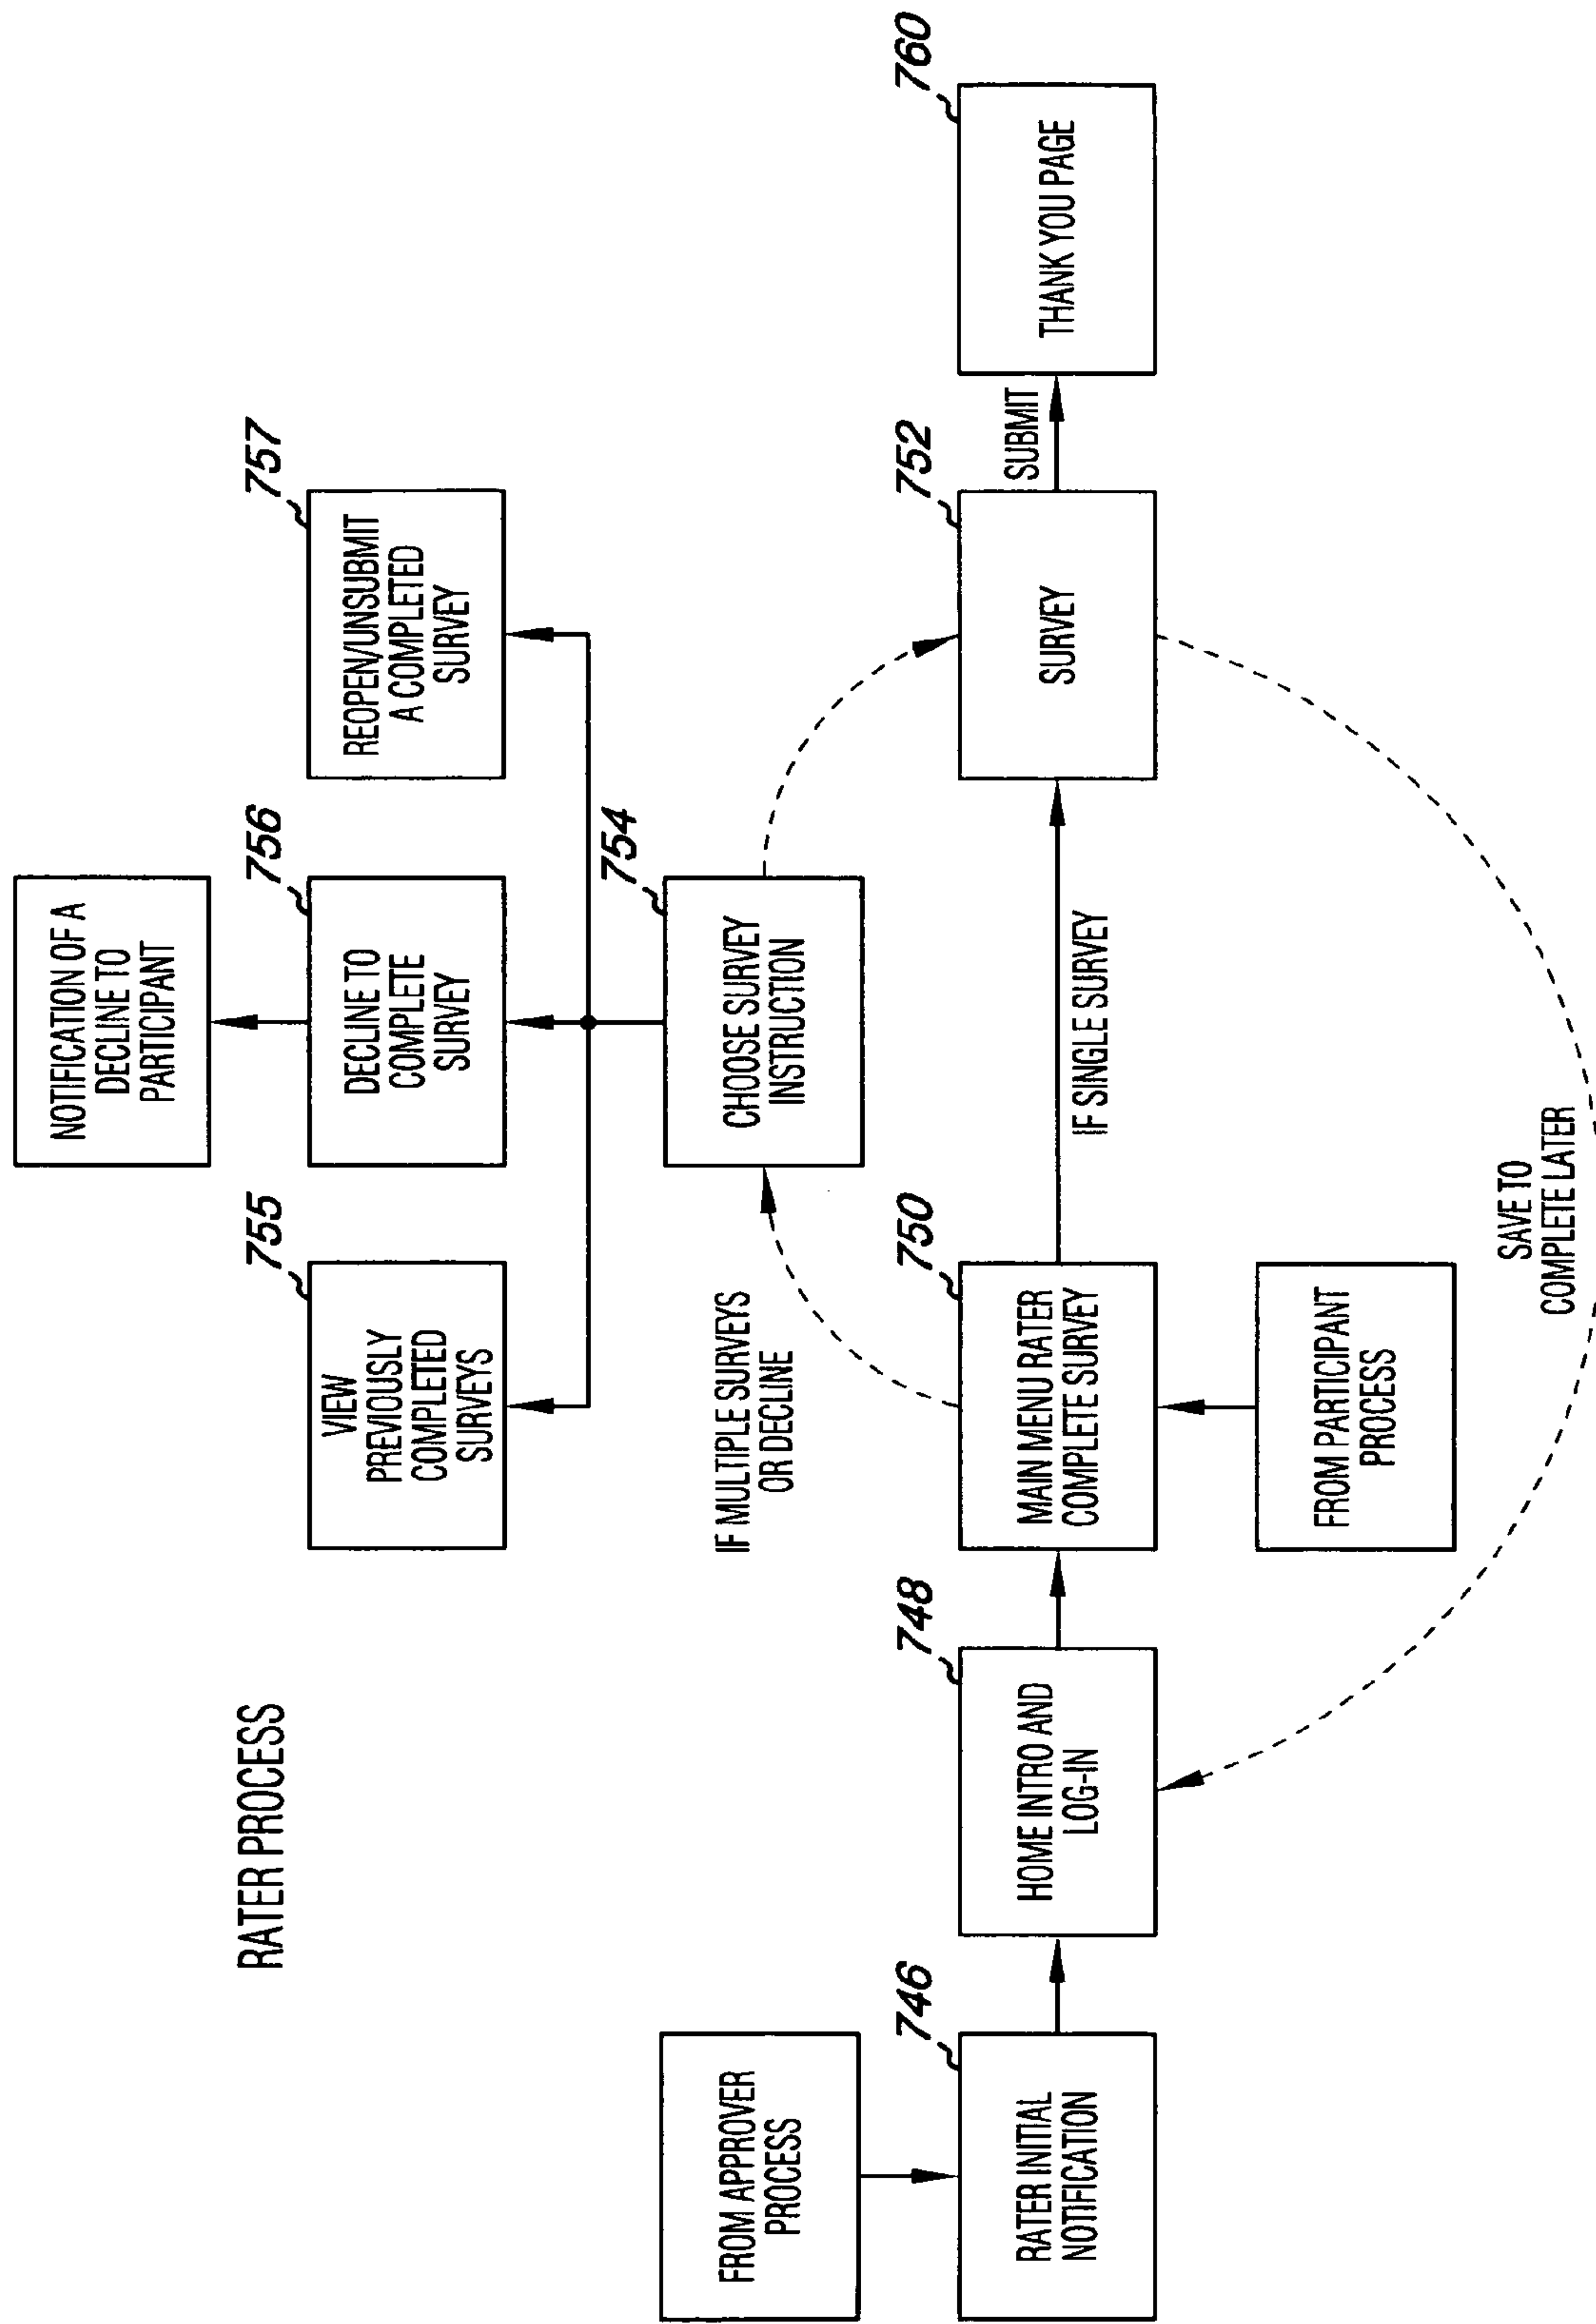 RATER PROCESS
NOTIFICATION OF A
DECLINE TO
PARTICIPANT
755
VIEW
PREVIOUSLY
COMPLETED
SURVEYS
756
DECLINE TO
COMPLETE
SURVEY
757
REOPEN/UNSUBMIT
A COMPLETED
SURVEY
754
CHOOSE SURVEY
INSTRUCTION
IF MULTIPLE SURVEYS
OR DECLINE
FROM APPROVER
PROCESS
746
RATER INITIAL
NOTIFICATION
748
HOME INTRO AND
LOG-IN
750
MAIN MENU RATER
COMPLETE SURVEY
IF SINGLE SURVEY
752
SURVEY
SUBMIT
760
THANK YOU PAGE
FROM PARTICIPANT
PROCESS
SAVE TO
COMPLETE LATER